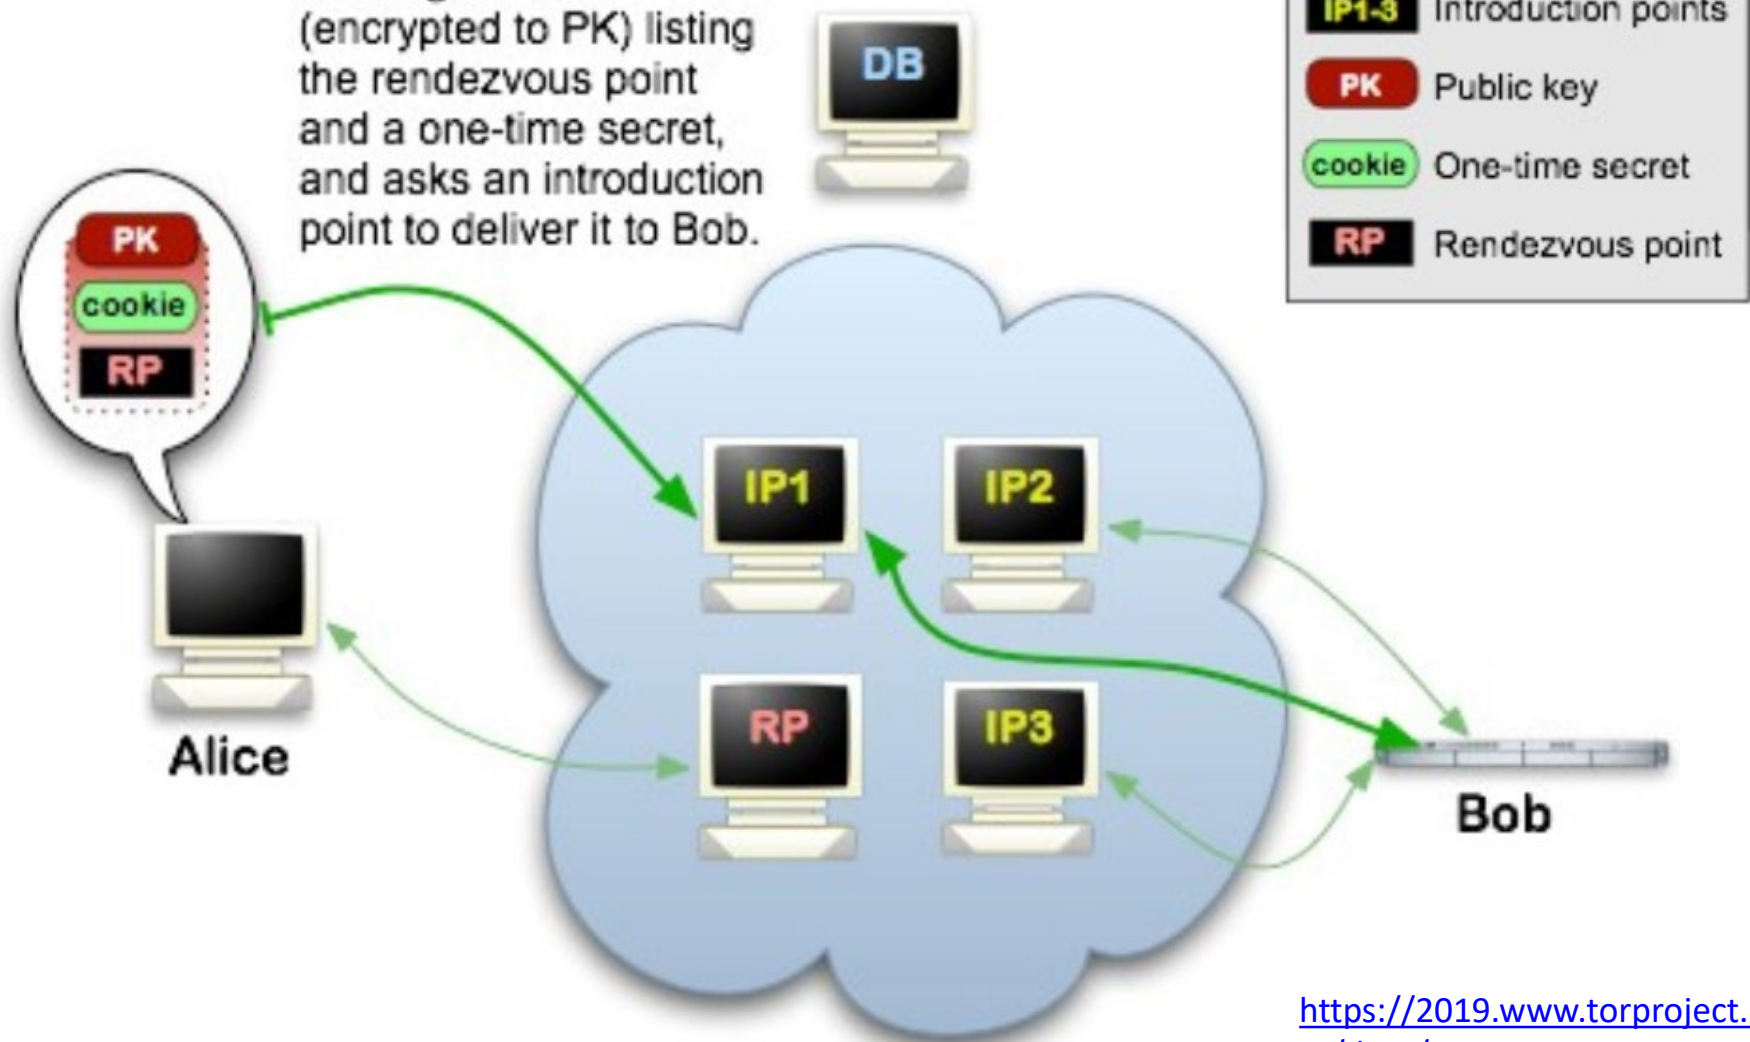 (encrypted to PK) listing
the rendezvous point
and a one-time secret,
and asks an introduction
point to deliver it to Bob.
DB
IP1-3 Introduction points
PK Public key
cookie One-time secret
RP Rendezvous point
PK
cookie
RP
IP1
IP2
RP
IP3
Alice
Bob
https://2019.www.torproject.